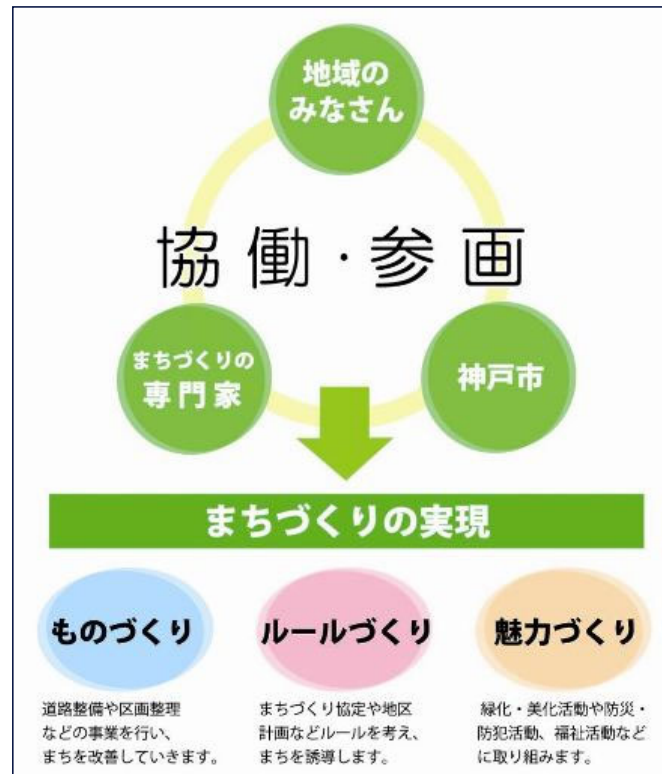 地域の
みなさん
協働・参画
まちづくりの
専門家
神戸市
まちづくりの実現
ものづくり
ルールづくり
魅力づくり
道路整備や区画整理
などの事業を行い、
まちを改善していきます。
まちづくり協定や地区
計画などルールを考え、
まちを誘導します。
緑化・美化活動や防災・
防犯活動、福祉活動など
に取り組みます。